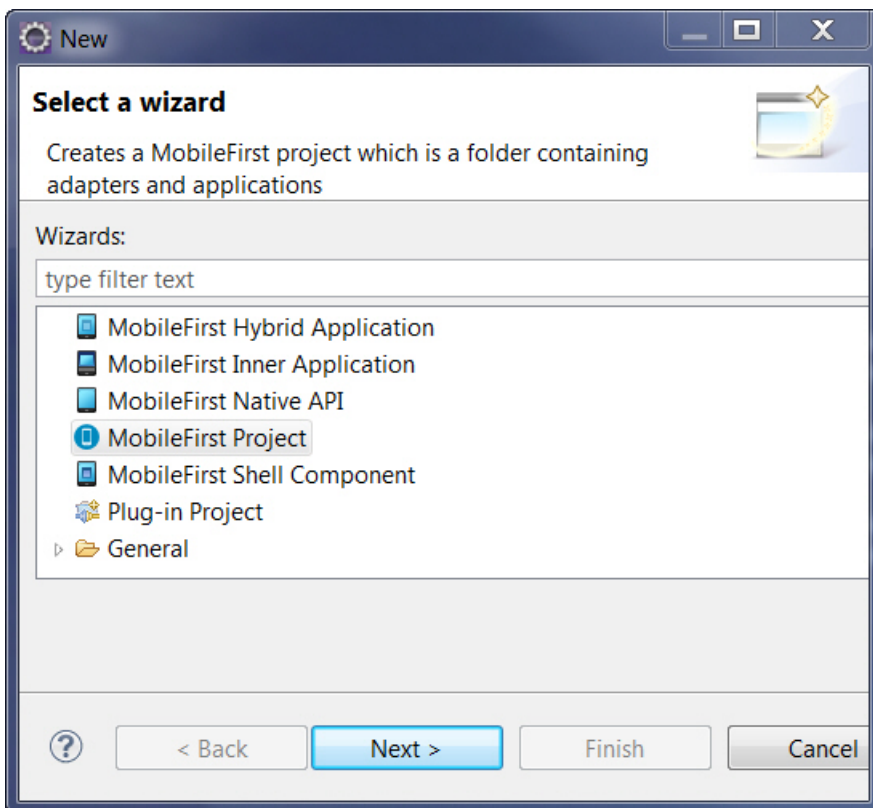 New
Select a wizard
Creates a MobileFirst project which is a folder containing
adapters and applications
Wizards:
type filter text
MobileFirst Hybrid Application
MobileFirst Inner Application
MobileFirst Native API
MobileFirst Project
MobileFirst Shell Component
Plug-in Project
General
? < Back Next > Finish Cancel